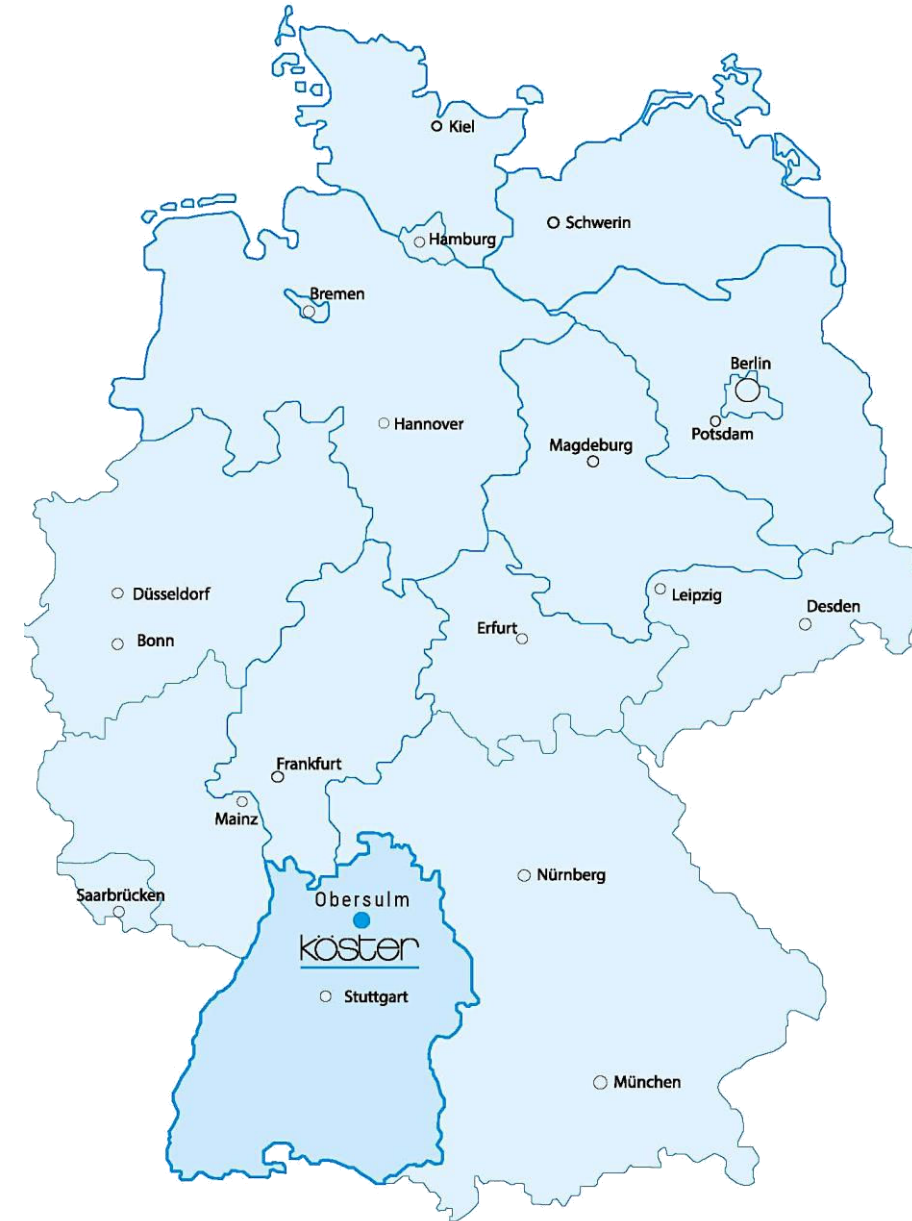 Kiel
Schwerin
Hamburg
Bremen
Berlin
Hannover
Potsdam
Magdeburg
Düsseldorf
Leipzig
Desden
Erfurt
Bonn
Frankfurt
Mainz
Nürnberg
Saarbrücken
Obersulm
köster
Stuttgart
München